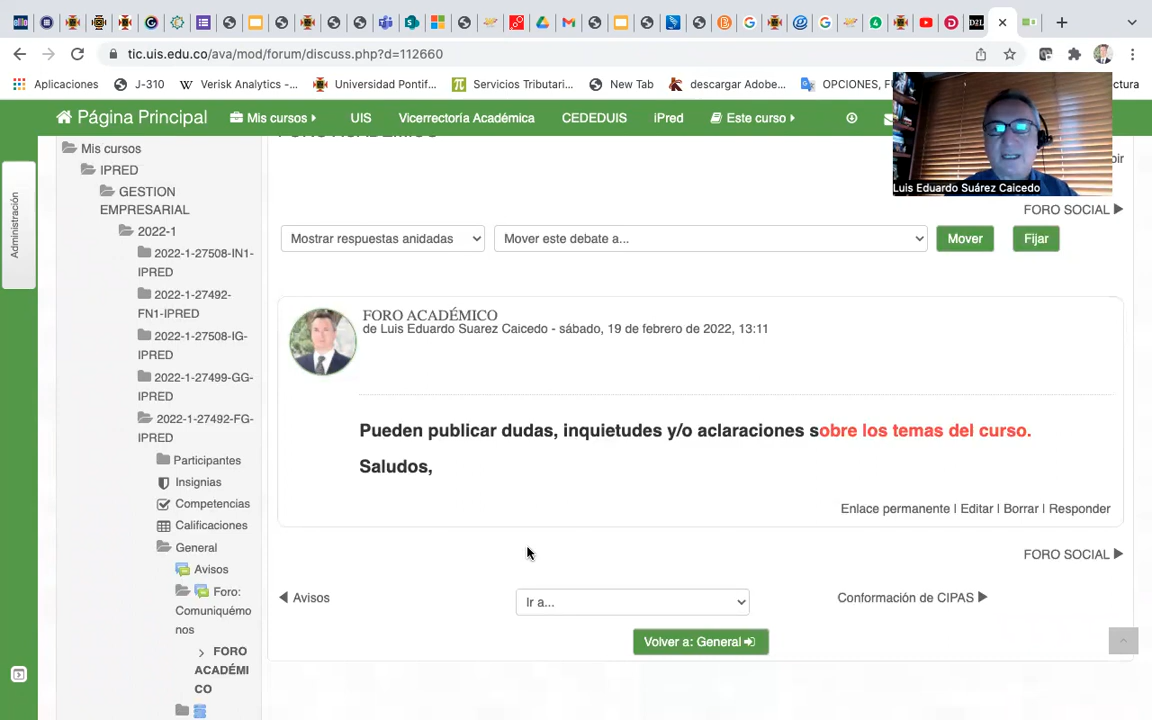 tic.uis.edu.co/ava/mod/forum/discuss.php?d=112660
Aplicaciones
J-310
Verisk Analytics -...
Universidad Pontif...
Servicios Tributari...
New Tab
descargar Adobe...
OPCIONES, F
ctura
Página Principal
Mis cursos
UIS
Vicerrectoría Académica
CEDEDUIS
iPred
Este curso
Luis Eduardo Suárez Caicedo
Administración
Mis cursos
IPRED
GESTION
EMPRESARIAL
2022-1
2022-1-27508-IN1-
IPRED
2022-1-27492-
FN1-IPRED
2022-1-27508-IG-
IPRED
2022-1-27499-GG-
IPRED
2022-1-27492-FG-
IPRED
Participantes
Insignias
Competencias
Calificaciones
General
Avisos
Foro:
Comuniquémo
nos
FORO
ACADÉMI
CO
FORO SOCIAL
Mostrar respuestas anidadas
Mover este debate a...
Mover
Fijar
FORO ACADÉMICO
de Luis Eduardo Suarez Caicedo - sábado, 19 de febrero de 2022, 13:11
Pueden publicar dudas, inquietudes y/o aclaraciones sobre los temas del curso.
Saludos,
Enlace permanente | Editar | Borrar | Responder
FORO SOCIAL
Avisos
Ir a...
Conformación de CIPAS
Volver a: General